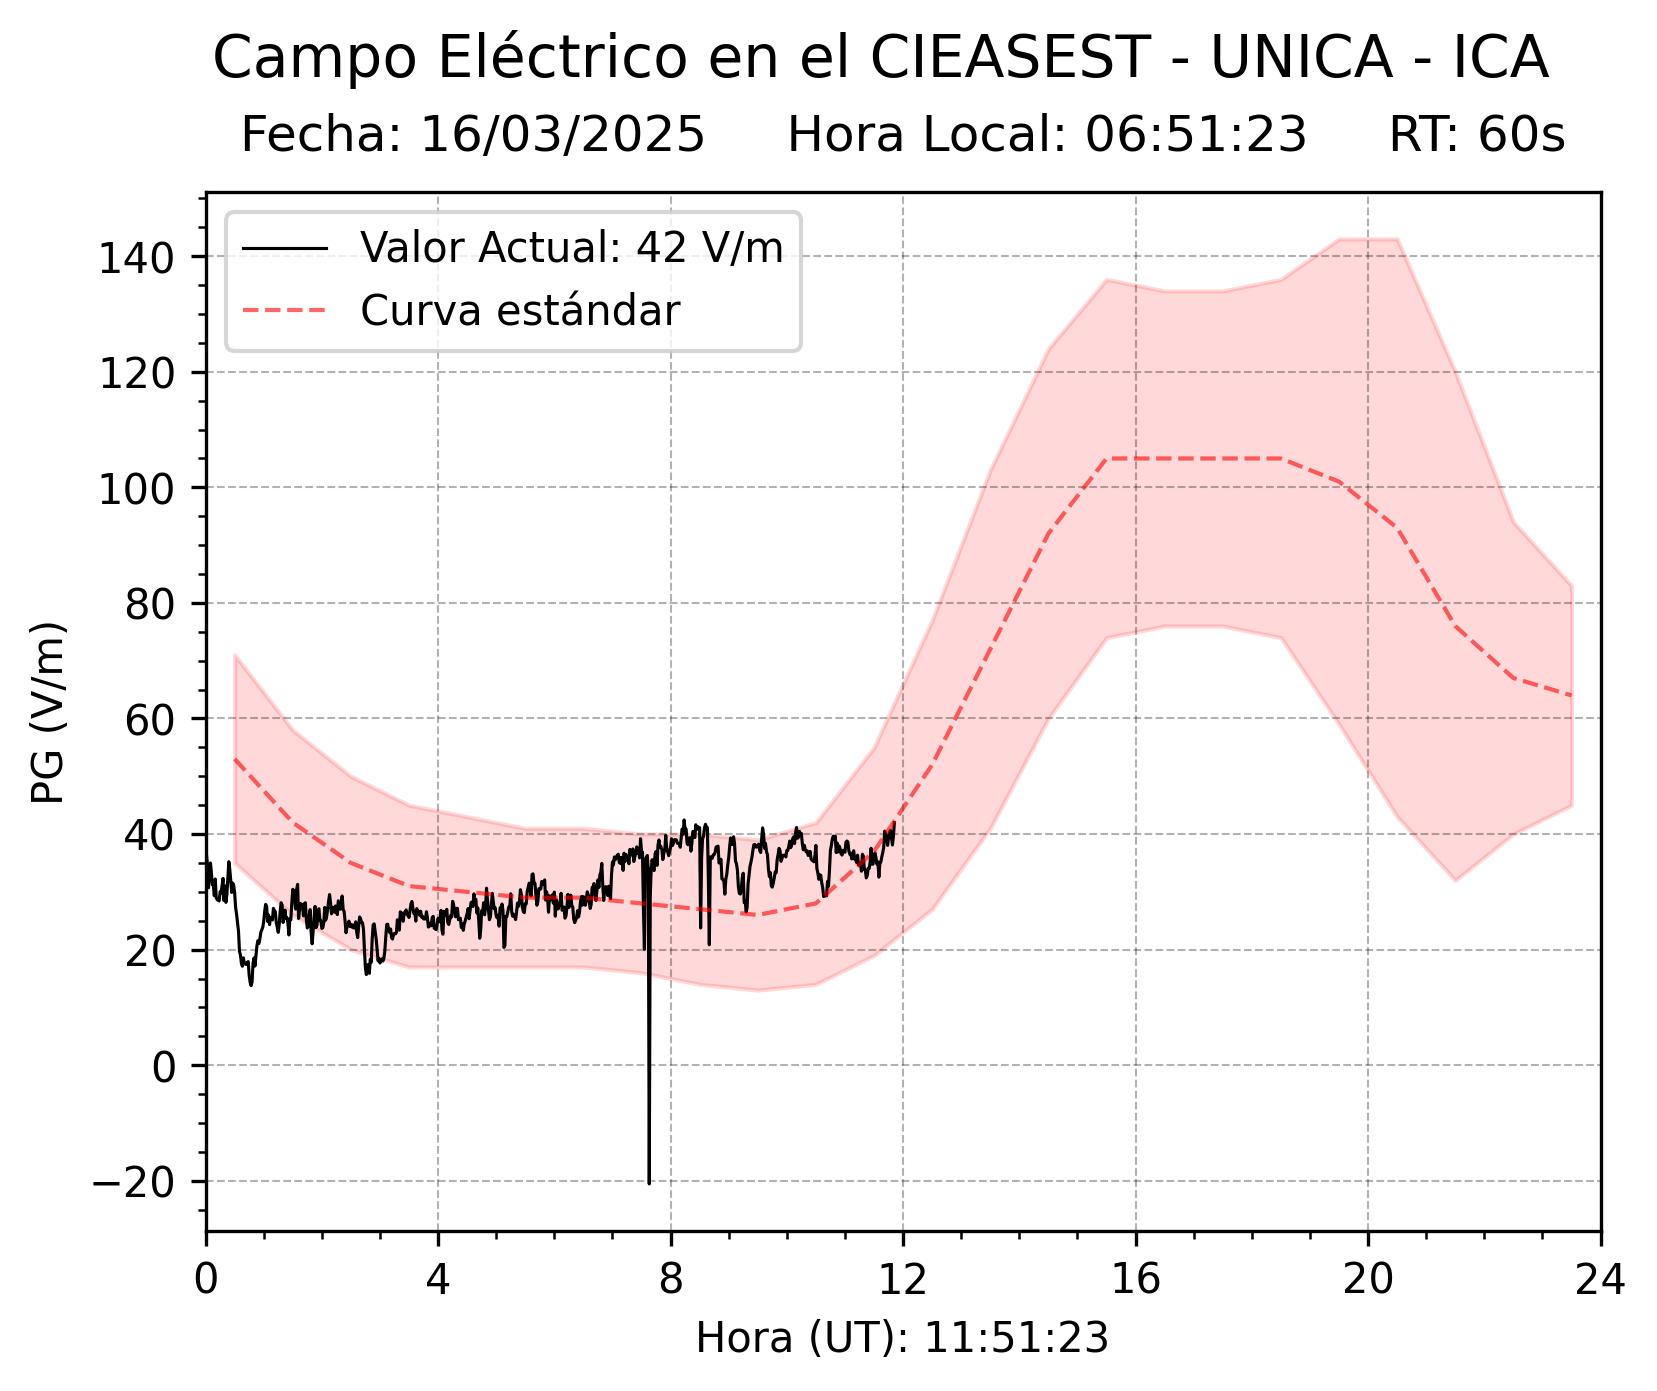 Campo Eléctrico en el CIEASEST - UNICA - ICA
Fecha: 16/03/2025 Hora Local: 06:51:23 RT: 60s
Valor Actual: 42 V/m
Curva estándar
PG (V/m)
140
120
100
80
60
40
20
0
−20
0 4 8 12 16 20 24
Hora (UT): 11:51:23